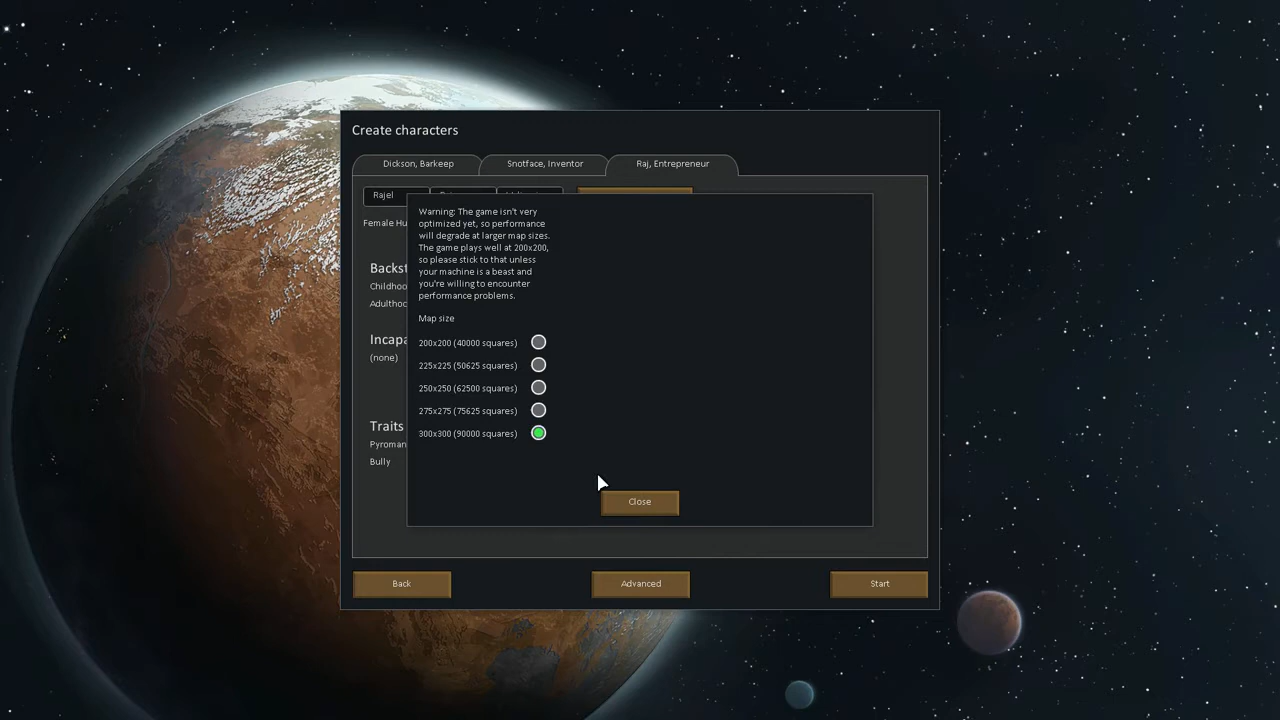 Create characters
Dickson, Barkeep
Snotface, Inventor
Raj, Entrepreneur
Rajel
Female Hu
Warning: The game isn't very
optimized yet, so performance
will degrade at larger map sizes.
The game plays well at 200x200,
so please stick to that unless
your machine is a beast and
you're willing to encounter
performance problems.
Backst
Childhoo
Adulthoo
Map size
Incapa
(none)
200x200 (40000 squares)
225x225 (50625 squares)
250x250 (62500 squares)
275x275 (75625 squares)
300x300 (90000 squares)
Traits
Pyroman
Bully
Close
Back
Advanced
Start